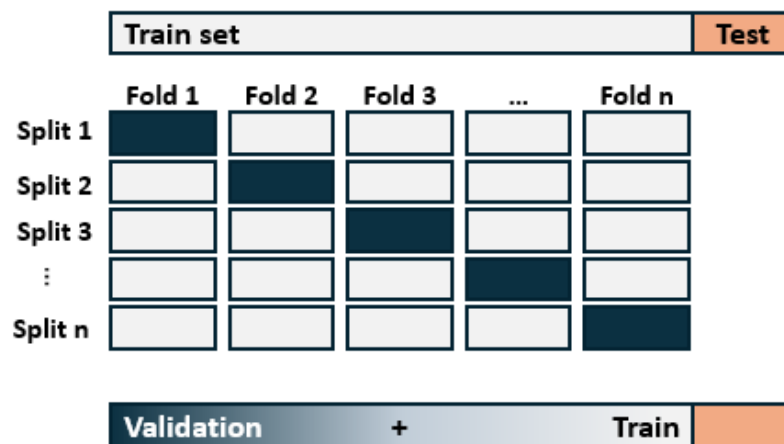 Train set Test
Fold 1 Fold 2 Fold 3 ... Fold n
Split 1
Split 2
Split 3
⋮
Split n
Validation + Train